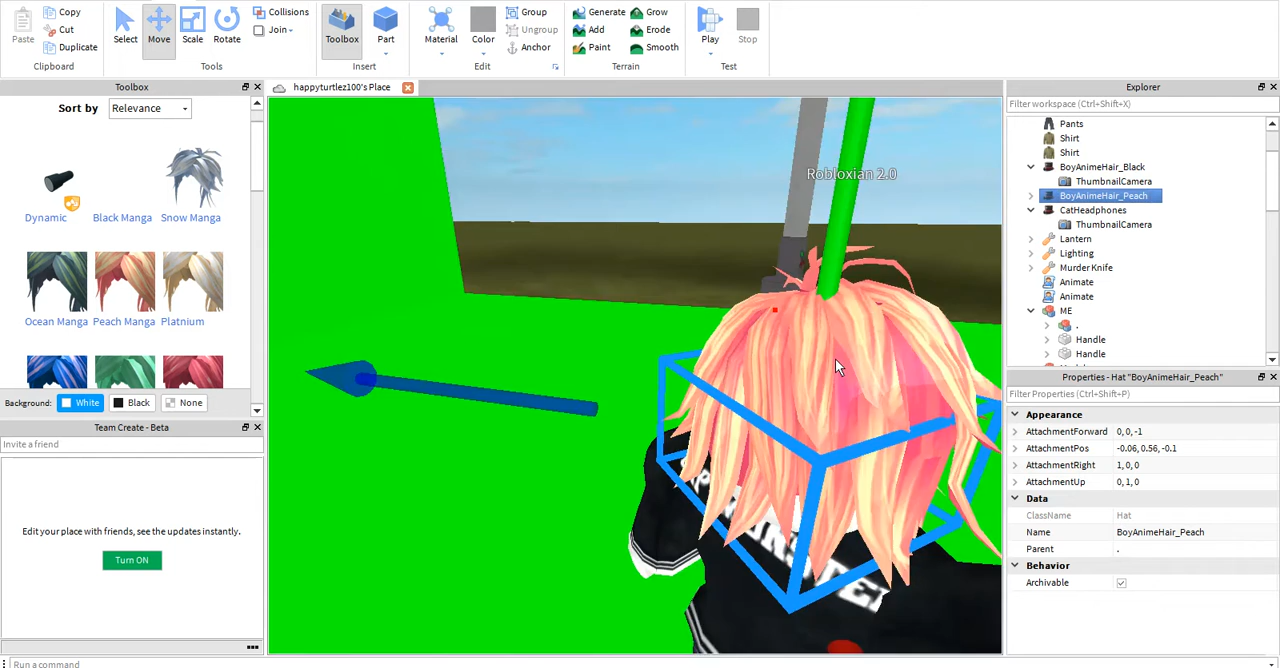 Paste
Copy
Cut
Duplicate
Clipboard
Select
Move
Scale
Rotate
Collisions
Join
Tools
Toolbox
Part
Insert
Material
Color
Group
Ungroup
Anchor
Edit
Generate
Grow
Add
Erode
Paint
Smooth
Terrain
Play
Stop
Test
Toolbox
happyturtlez100's Place
Explorer
Sort by
Relevance
Dynamic
Black Manga
Snow Manga
Ocean Manga
Peach Manga
Platnium
Background:
White
Black
None
Team Create - Beta
Invite a friend
Edit your place with friends, see the updates instantly.
Turn ON
Robloxian 2.0
Filter workspace (Ctrl+Shift+X)
Pants
Shirt
Shirt
BoyAnimeHair_Black
ThumbnailCamera
BoyAnimeHair_Peach
CatHeadphones
ThumbnailCamera
Lantern
Lighting
Murder Knife
Animate
Animate
ME
.
Handle
Handle
Properties - Hat "BoyAnimeHair_Peach"
Filter Properties (Ctrl+Shift+P)
Appearance
AttachmentForward 0, 0, -1
AttachmentPos -0.06, 0.56, -0.1
AttachmentRight 1, 0, 0
AttachmentUp 0, 1, 0
Data
ClassName Hat
Name BoyAnimeHair_Peach
Parent .
Behavior
Archivable
Run a command